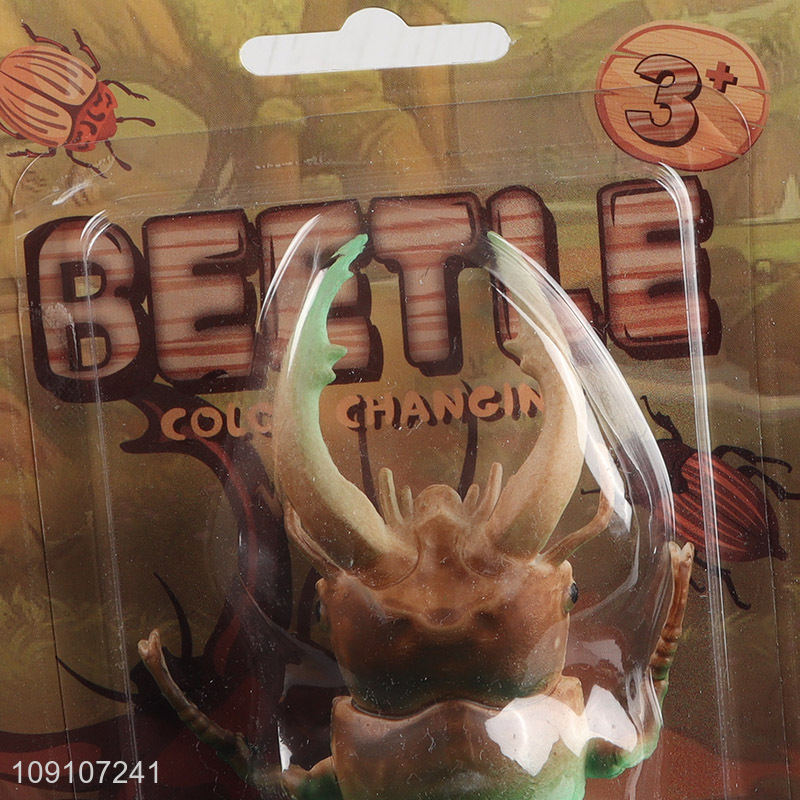 3+
BEETLE
COLO CHANGIN
109107241